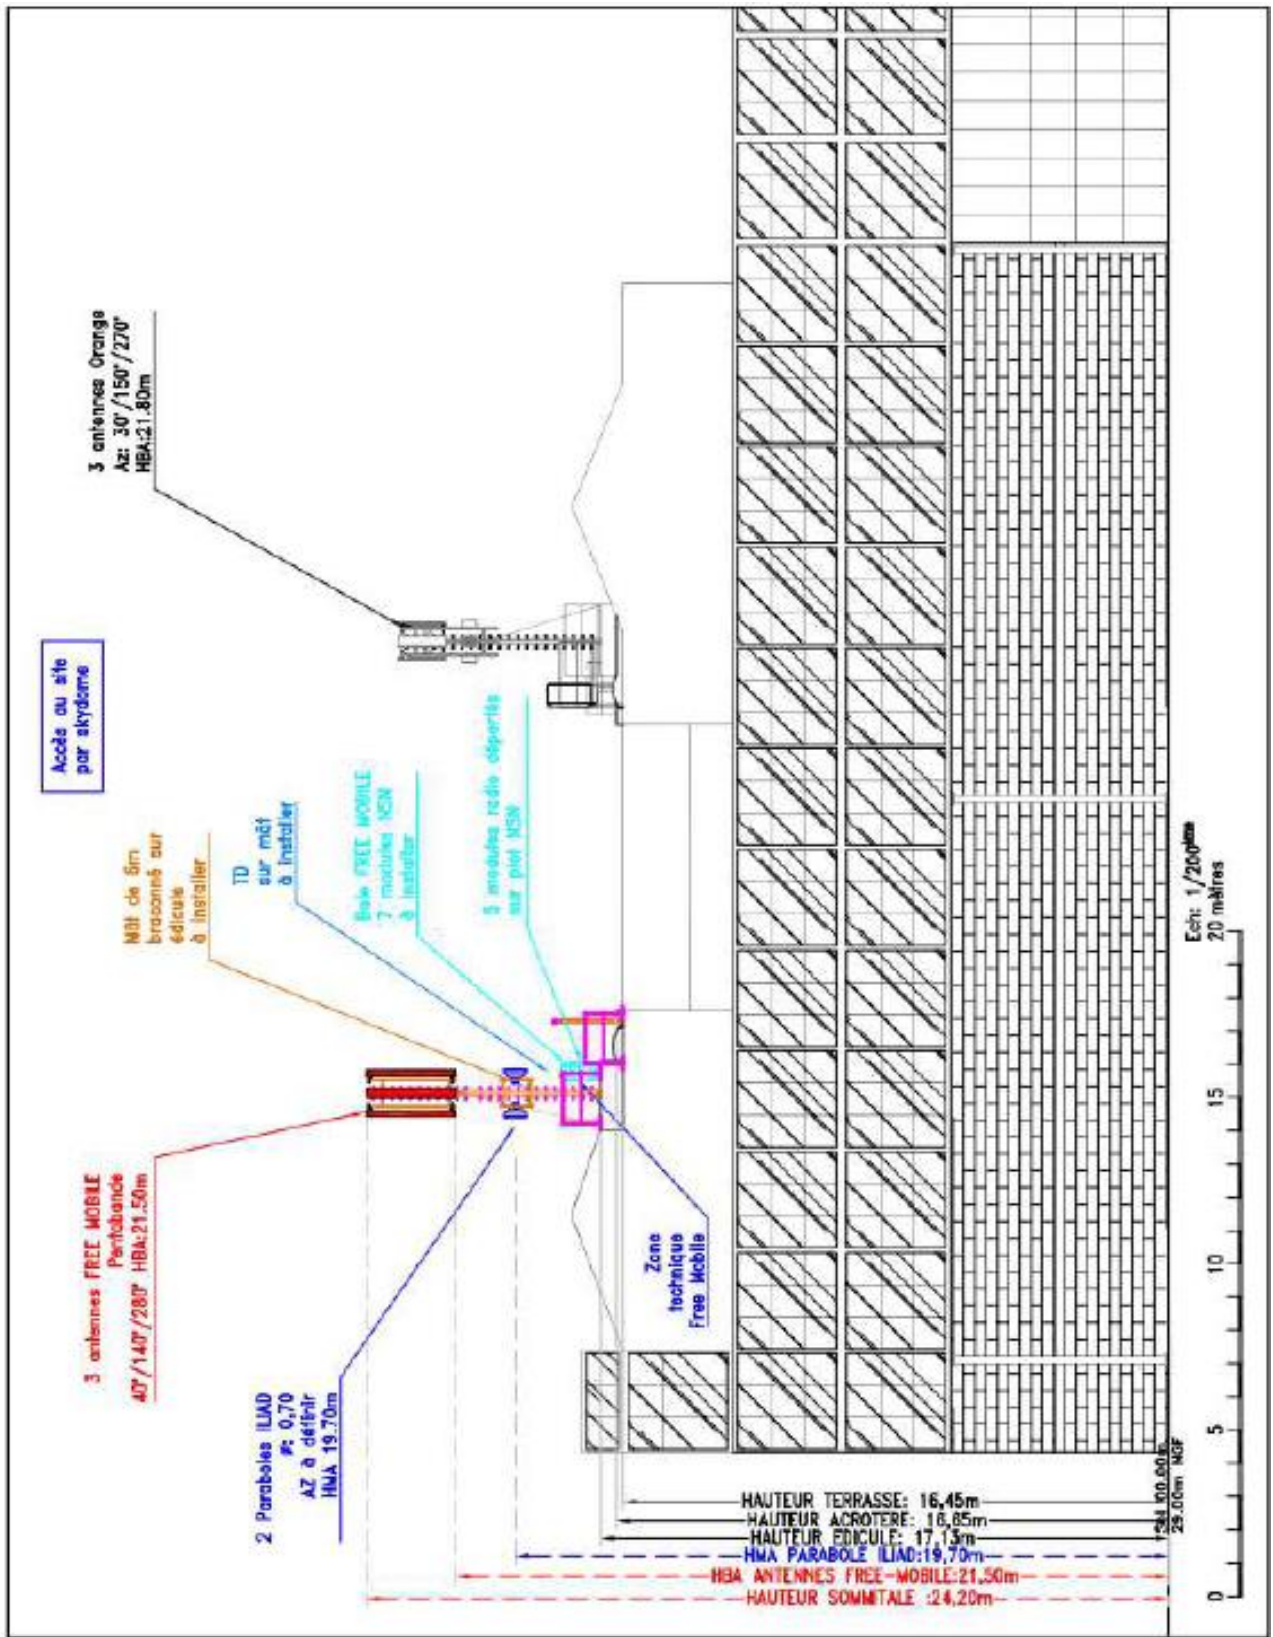 3 antennes FREE MOBILE
Pentabande
40°/140°/280° HBA:21.50m
2 Paraboles ILIAD
ø: 0,70
AZ à définir
HMA 19.70m
Mât de 6m
braconné sur
édicule
à installer
TD
sur mât
à installer
Baie FREE MOBILE
7 modules NSN
à installer
5 modules radio déportés
sur plot NSN
Accès au site
par skydome
3 antennes Orange
Az: 30°/150°/270°
HBA:21.80m
Zone
technique
Free Mobile
HAUTEUR TERRASSE: 16,45m
HAUTEUR ACROTERE: 16,65m
HAUTEUR EDICULE: 17,13m
HMA PARABOLE ILIAD:19,70m
HBA ANTENNES FREE-MOBILE:21,50m
HAUTEUR SOMMITALE :24,20m
29.00m NGF
Ech: 1/200
20 mètres
0 5 10 15